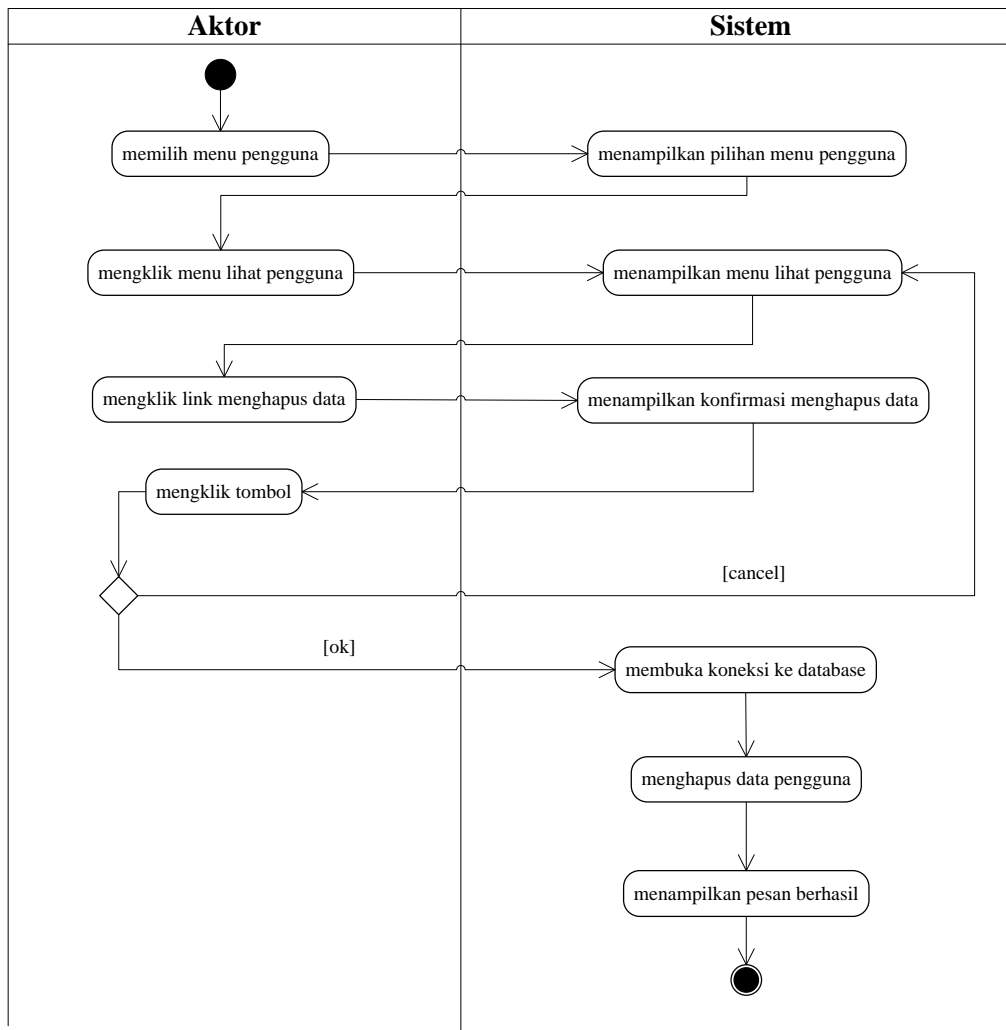 Aktor
Sistem
memilih menu pengguna
menampilkan pilihan menu pengguna
mengklik menu lihat pengguna
menampilkan menu lihat pengguna
mengklik link menghapus data
menampilkan konfirmasi menghapus data
mengklik tombol
[cancel]
[ok]
membuka koneksi ke database
menghapus data pengguna
menampilkan pesan berhasil